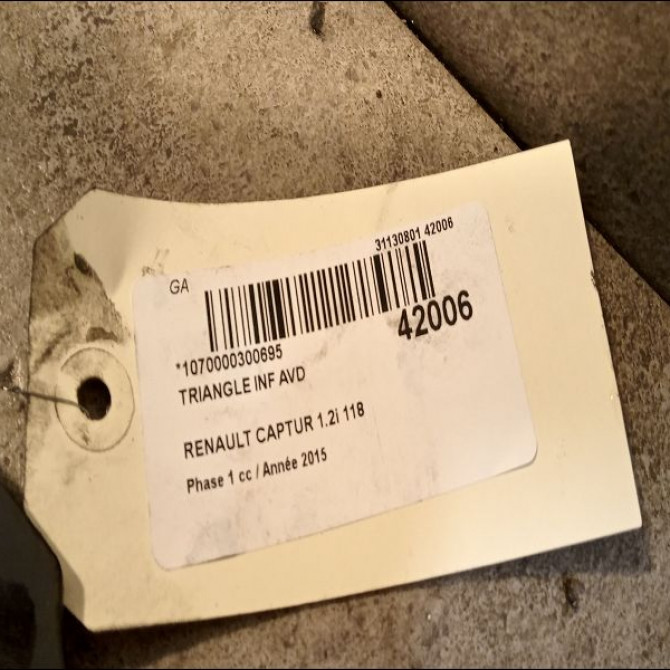 31130801 42006
GA
42006
*1070000300695
TRIANGLE INF AVD
RENAULT CAPTUR 1.2i 118
Phase 1 cc / Année 2015